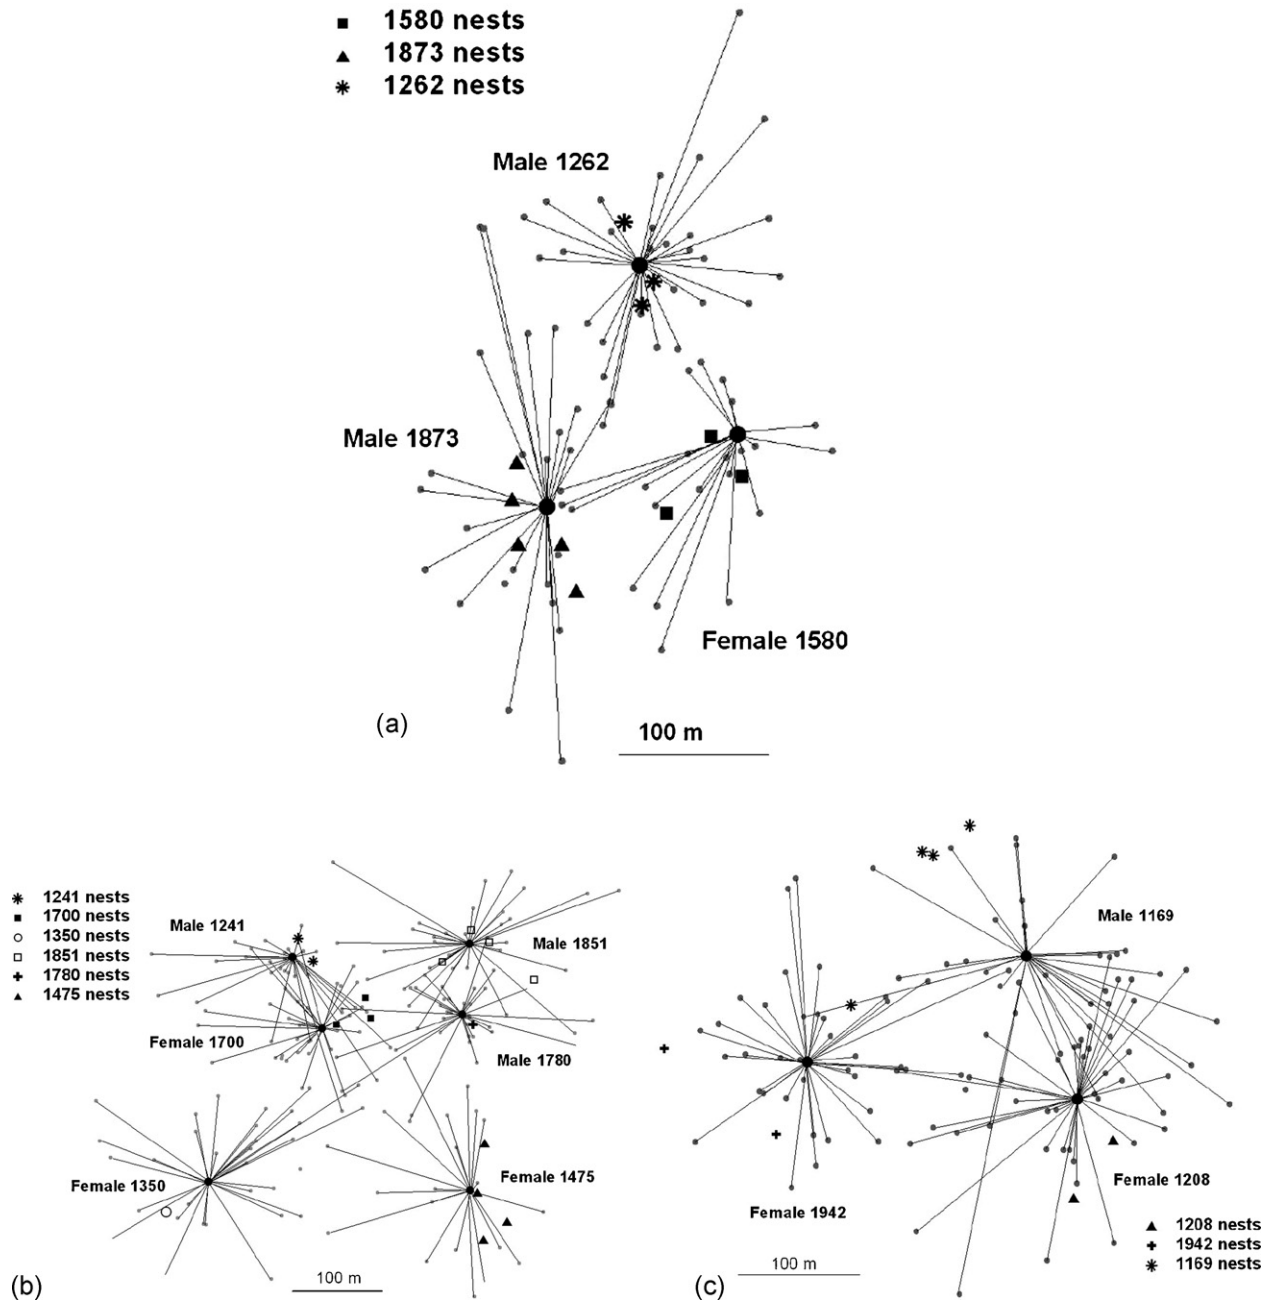 1580 nests
1873 nests
1262 nests
Male 1262
Male 1873
Female 1580
(a)
100 m
1241 nests
1700 nests
1350 nests
1851 nests
1780 nests
1475 nests
Male 1241
Male 1851
Female 1700
Male 1780
Female 1350
Female 1475
100 m
(b)
Male 1169
Female 1208
Female 1942
1208 nests
1942 nests
1169 nests
100 m
(c)